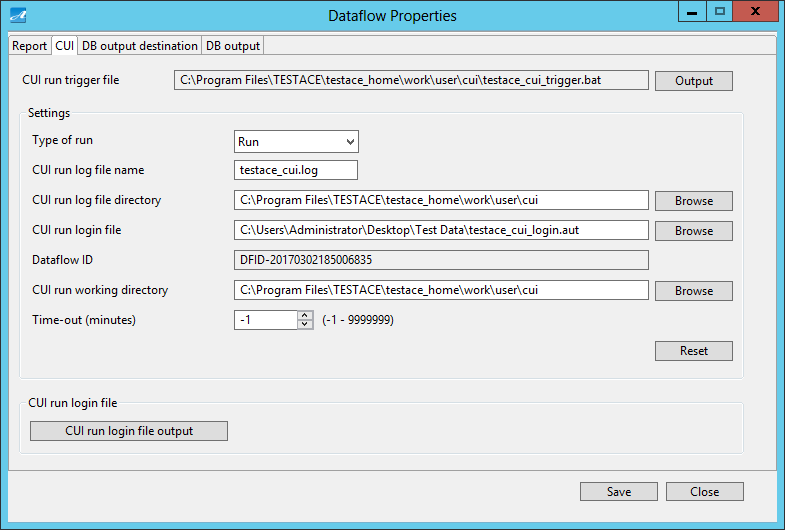 Dataflow Properties
Report CUI DB output destination DB output
CUI run trigger file C:\Program Files\TESTACE\testace_home\work\user\cui\testace_cui_trigger.bat Output
Settings
Type of run Run
CUI run log file name testace_cui.log
CUI run log file directory C:\Program Files\TESTACE\testace_home\work\user\cui Browse
CUI run login file C:\Users\Administrator\Desktop\Test Data\testace_cui_login.aut Browse
Dataflow ID DFID-20170302185006835
CUI run working directory C:\Program Files\TESTACE\testace_home\work\user\cui Browse
Time-out (minutes) -1 (-1 - 9999999)
Reset
CUI run login file
CUI run login file output
Save Close